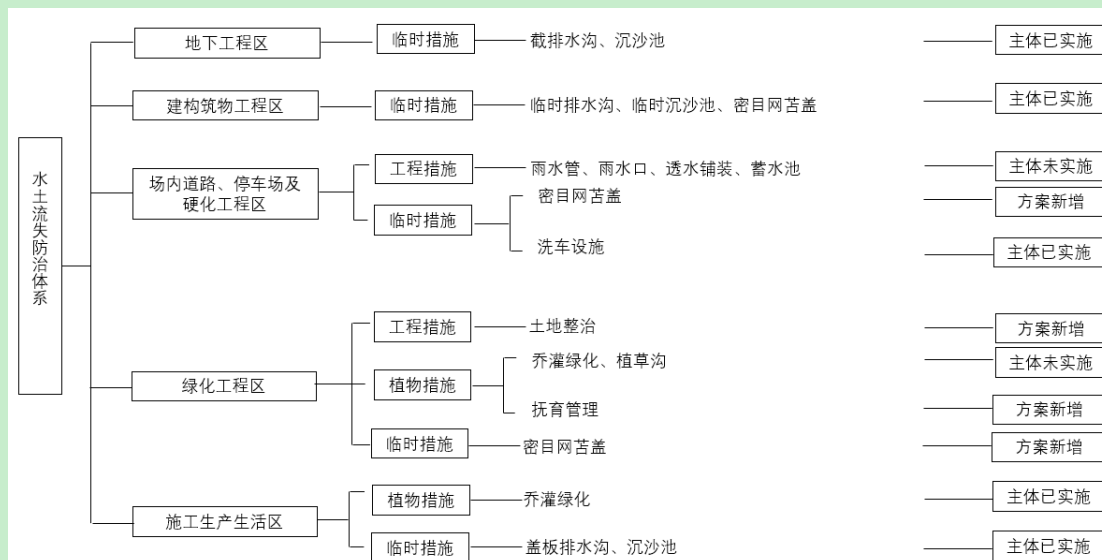 水土流失防治体系
地下工程区
临时措施
截排水沟、沉沙池
主体已实施
建构筑物工程区
临时措施
临时排水沟、临时沉沙池、密目网苫盖
主体已实施
场内道路、停车场及
硬化工程区
工程措施
雨水管、雨水口、透水铺装、蓄水池
主体未实施
临时措施
密目网苫盖
方案新增
洗车设施
主体已实施
绿化工程区
工程措施
土地整治
方案新增
植物措施
乔灌绿化、植草沟
主体未实施
抚育管理
方案新增
临时措施
密目网苫盖
方案新增
施工生产生活区
植物措施
乔灌绿化
主体已实施
临时措施
盖板排水沟、沉沙池
主体已实施